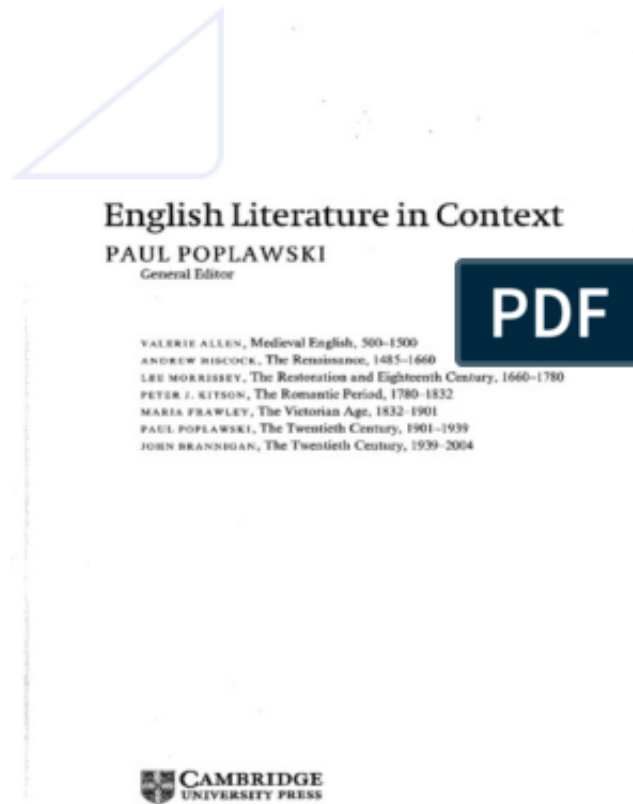 English Literature in Context
PAUL POPLAWSKI
General Editor
PDF
VALERIE ALLEN, Medieval English, 500–1500
ANDREW HISCOCK, The Renaissance, 1485–1660
LEE MORRISSEY, The Restoration and Eighteenth Century, 1660–1780
PETER J. KITSON, The Romantic Period, 1780–1832
MARIA FRAWLEY, The Victorian Age, 1832–1901
PAUL POPLAWSKI, The Twentieth Century, 1901–1939
JOHN BRANNIGAN, The Twentieth Century, 1939–2004
CAMBRIDGE
UNIVERSITY PRESS